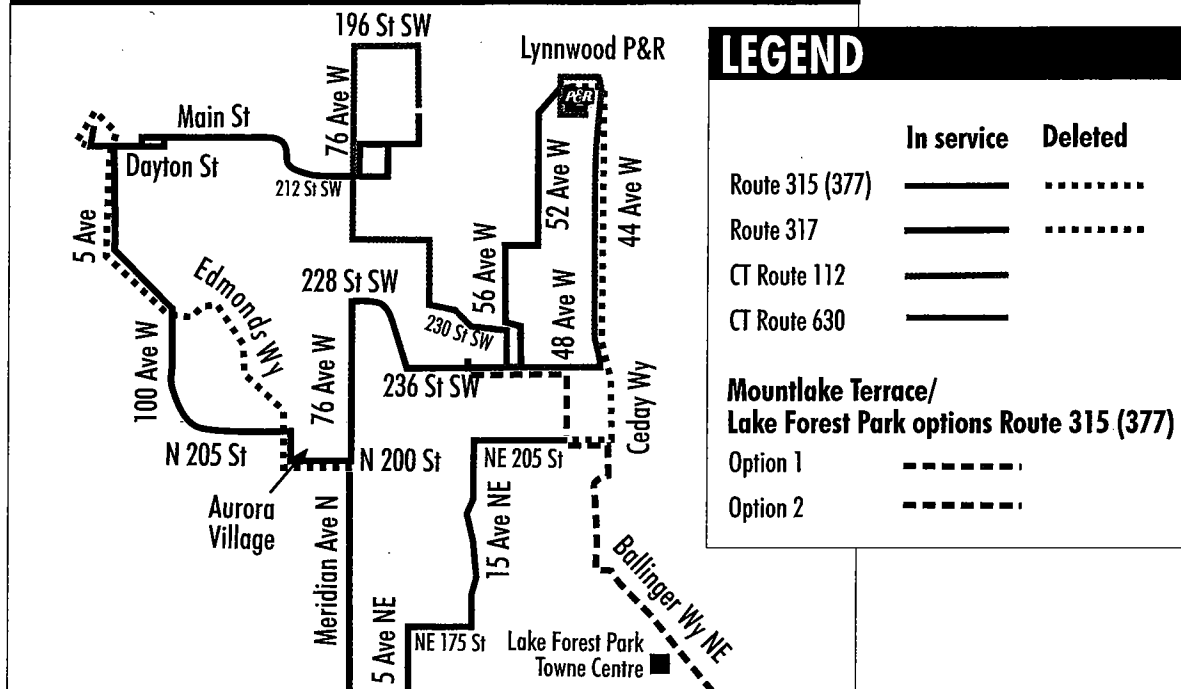 196 St SW
Lynnwood P&R
P&R
76 Ave W
Main St
Dayton St
212 St SW
52 Ave W
44 Ave W
5 Ave
Edmonds Wy
228 St SW
56 Ave W
230 St SW
48 Ave W
100 Ave W
76 Ave W
236 St SW
Ceday Wy
N 205 St
N 200 St
NE 205 St
Aurora
Village
Meridian Ave N
15 Ave NE
Ballinger Wy NE
5 Ave NE
NE 175 St
Lake Forest Park
Towne Centre
LEGEND
In service Deleted
Route 315 (377)
Route 317
CT Route 112
CT Route 630
Mountlake Terrace/
Lake Forest Park options Route 315 (377)
Option 1
Option 2